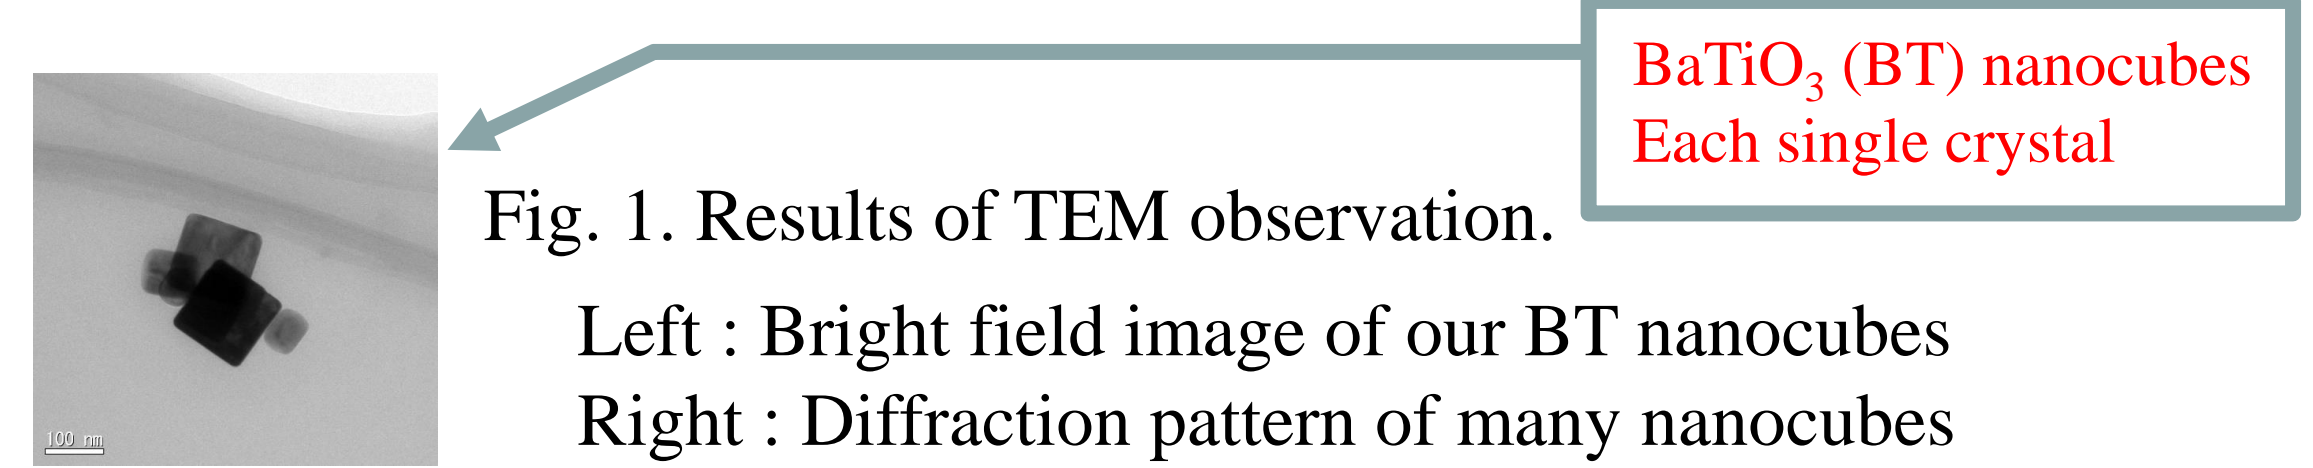 BaTiO₃ (BT) nanocubes
Each single crystal
Fig. 1. Results of TEM observation.
Left : Bright field image of our BT nanocubes
Right : Diffraction pattern of many nanocubes
100 nm